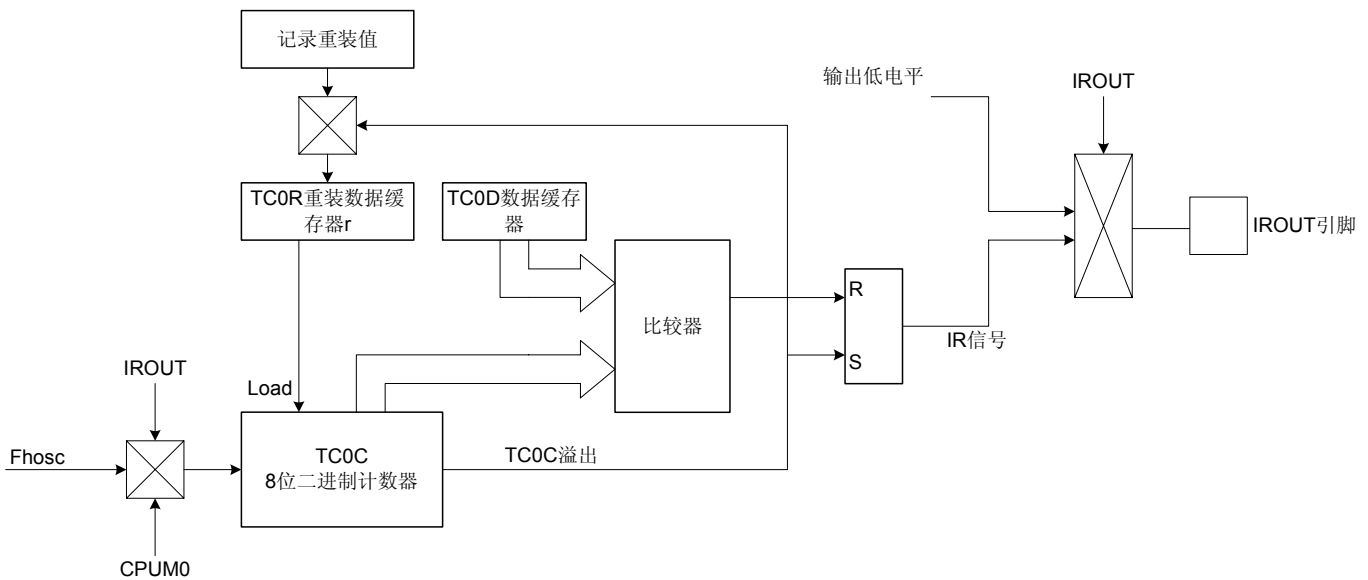 记录重装值
输出低电平
IROUT
TC0R重装数据缓
存器r
TC0D数据缓存
器
IROUT引脚
比较器
R
S
IR信号
IROUT
Load
Fhosc
TC0C
8位二进制计数器
TC0C溢出
CPUM0